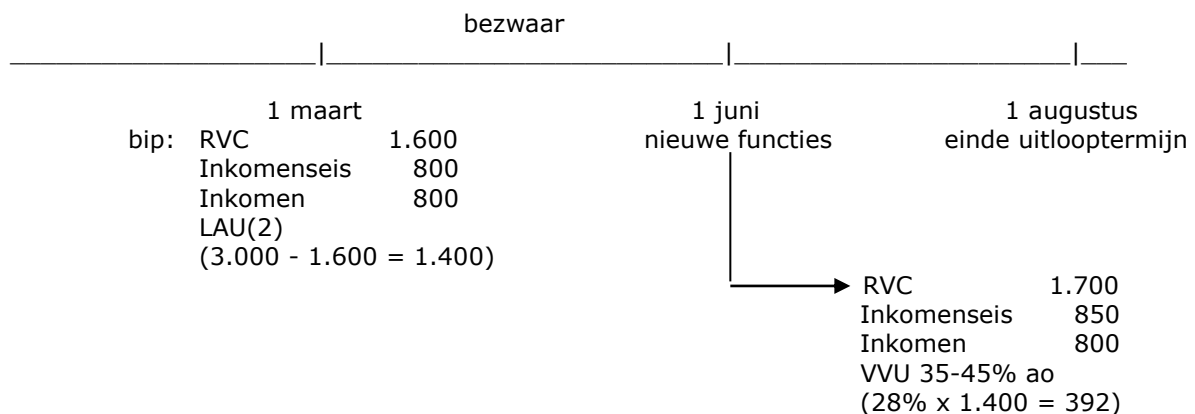 bezwaar
1 maart 1 juni 1 augustus
bip: RVC 1.600 nieuwe functies einde uitlooptermijn
Inkomenseis 800
Inkomen 800
LAU(2)
(3.000 - 1.600 = 1.400)
RVC 1.700
Inkomenseis 850
Inkomen 800
VVU 35-45% ao
(28% x 1.400 = 392)